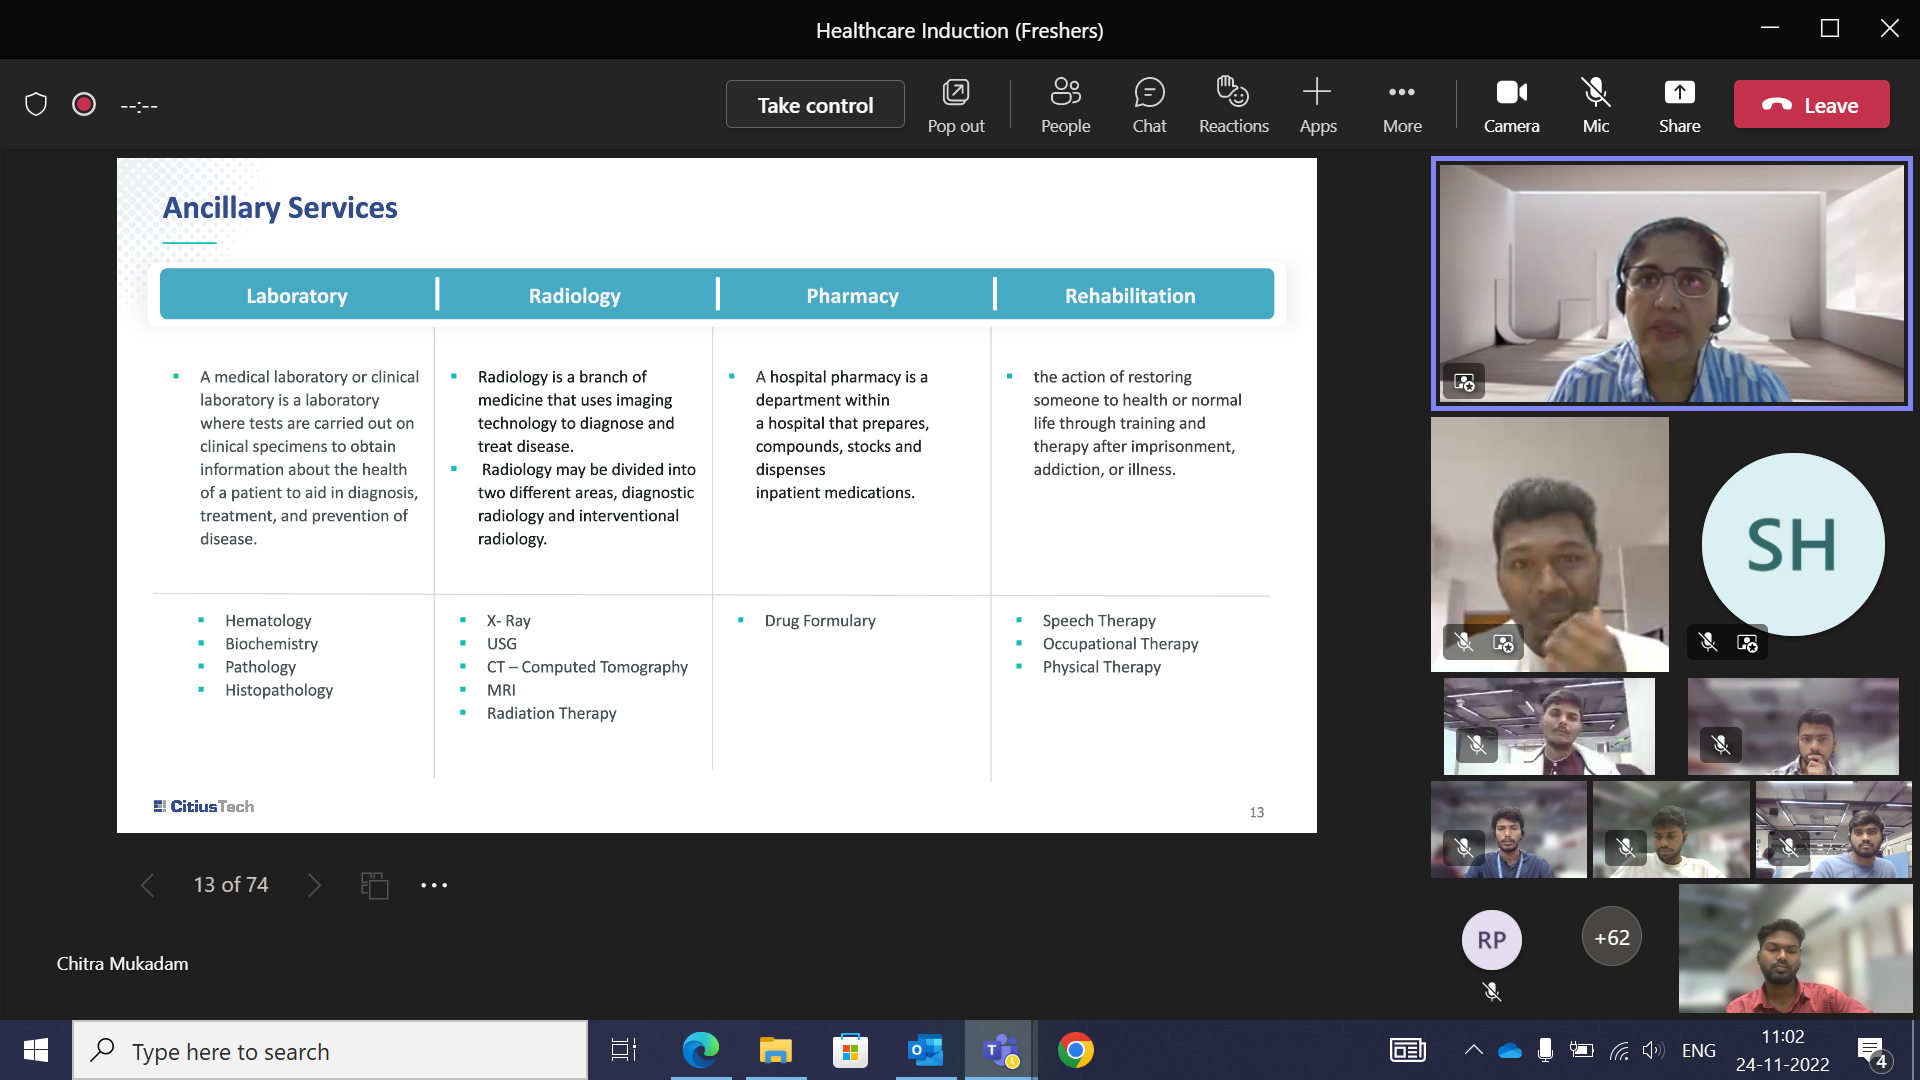 Healthcare Induction (Freshers)
--:--
Take control
Pop out
People
Chat
Reactions
Apps
More
Camera
Mic
Share
Leave
Ancillary Services
Laboratory
Radiology
Pharmacy
Rehabilitation
A medical laboratory or clinical
laboratory is a laboratory
where tests are carried out on
clinical specimens to obtain
information about the health
of a patient to aid in diagnosis,
treatment, and prevention of
disease.
Radiology is a branch of
medicine that uses imaging
technology to diagnose and
treat disease.
Radiology may be divided into
two different areas, diagnostic
radiology and interventional
radiology.
A hospital pharmacy is a
department within
a hospital that prepares,
compounds, stocks and
dispenses
inpatient medications.
the action of restoring
someone to health or normal
life through training and
therapy after imprisonment,
addiction, or illness.
Hematology
Biochemistry
Pathology
Histopathology
X- Ray
USG
CT – Computed Tomography
MRI
Radiation Therapy
Drug Formulary
Speech Therapy
Occupational Therapy
Physical Therapy
CitiusTech
13
SH
RP
+62
13 of 74
Chitra Mukadam
Type here to search
ENG
11:02
24-11-2022
4